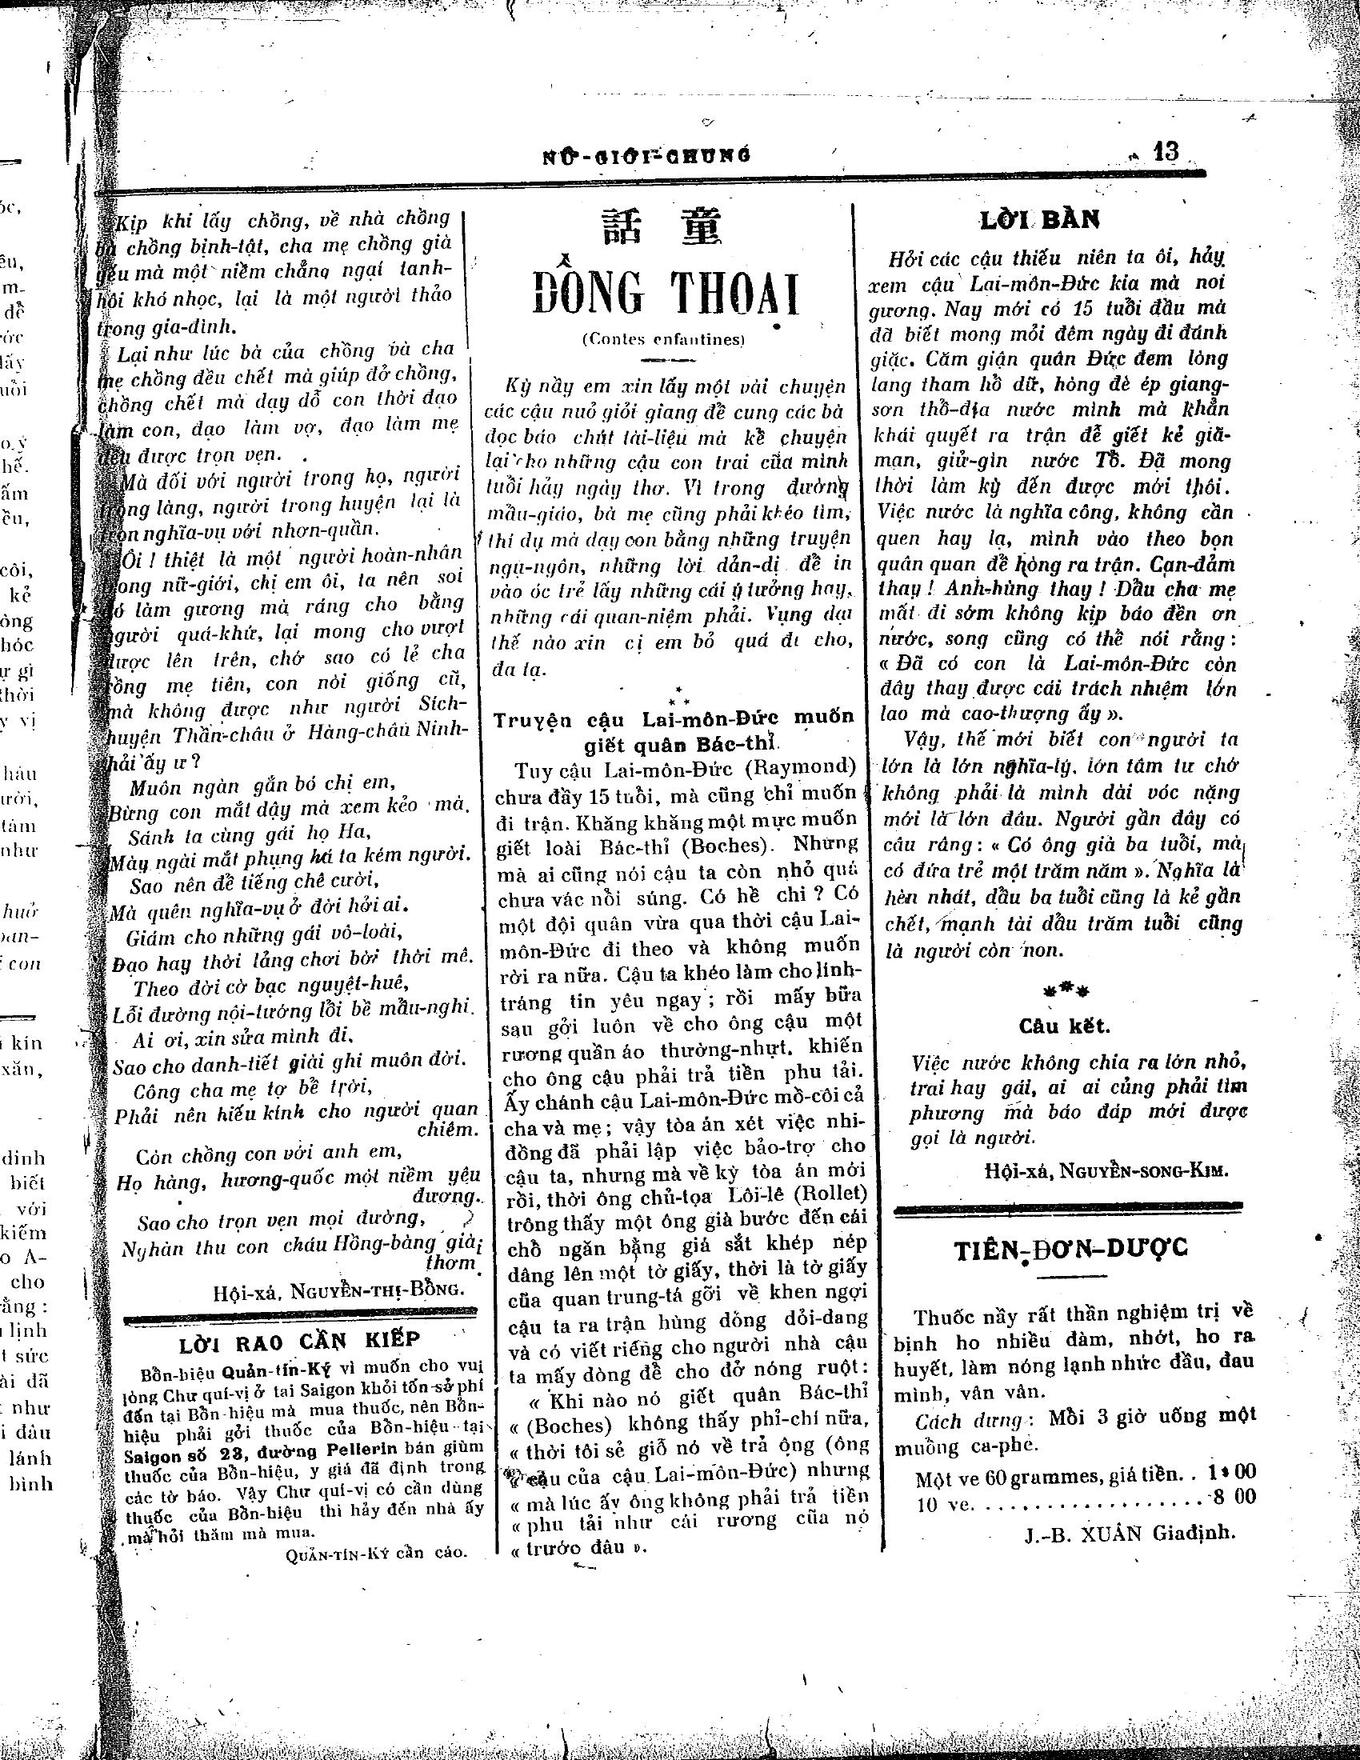 NỮ-GIỚI-CHUNG
13
Kịp khi lấy chồng, về nhà chồng
bà chồng bịnh-tật, cha mẹ chồng già
yếu mà một niềm chẳng ngại tanh-
hôi khó nhọc, lại là một người thảo
trong gia-đình.
Lại như lúc bà của chồng và cha
mẹ chồng đều chết mà giúp đở chồng,
chồng chết mà dạy dỗ con thời đạo
làm con, đạo làm vợ, đạo làm mẹ
đều được trọn vẹn.
Mà đối với người trong họ, người
trong làng, người trong huyện lại là
trọn nghĩa-vụ với nhơn-quần.
Ôi! thiệt là một người hoàn-nhân
trong nữ-giới, chị em ôi, ta nên soi
đó làm gương mà ráng cho bằng
người quá-khứ, lại mong cho vượt
được lên trên, chớ sao có lẻ cha
rồng mẹ tiên, con nòi giống cũ,
mà không được như người Sích-
huyện Thần-châu ở Hàng-châu Ninh-
hải ấy ư?
Muôn ngàn gắn bó chị em,
Bừng con mắt dậy mà xem kẻo mà.
Sánh ta cùng gái họ Ha,
Mày ngài mắt phụng há ta kém người.
Sao nên để tiếng chê cười,
Mà quên nghĩa-vụ ở đời hỡi ai.
Giám cho những gái vô-loài,
Đạo hay thời lảng chơi bời thời mê.
Theo đời cờ bạc nguyệt-huê,
Lỗi đường nội-tướng lỗi bề mẫu-nghi.
Ai ơi, xin sửa mình đi,
Sao cho danh-tiết giải ghi muôn đời.
Công cha mẹ tợ bể trời,
Phải nên hiếu kính cho người quan
chiêm.
Còn chồng con với anh em,
Họ hàng, hương-quốc một niềm yêu
đương.
Sao cho trọn vẹn mọi đường,
Nghàn thu con cháu Hồng-bàng già
thơm.
Hội-xá, NGUYỄN-THỊ-BỒNG.
LỜI RAO CẦN KIẾP
Bồn-hiệu Quản-tín-Ký vì muốn cho vui
lòng Chư quí-vị ở tại Saigon khỏi tốn-sở phí
đến tại Bồn-hiệu mà mua thuốc, nên Bồn-
hiệu phải gởi thuốc của Bồn-hiệu tại
Saigon số 23, đường Pellerin bán giùm
thuốc của Bồn-hiệu, y giá đã định trong
các tờ báo. Vậy Chư quí-vị có cần dùng
thuốc của Bồn-hiệu thì hảy đến nhà ấy
mà hỏi thăm mà mua.
QUẢN-TÍN-KÝ cẩn cáo.
話 童
ĐỒNG THOẠI
(Contes enfantines)
Kỳ nầy em xin lấy một vài chuyện
các cậu nuỏ giỏi giang để cung các bà
đọc báo chút tài-liệu mà kể chuyện
lại cho những cậu con trai của mình
tuổi hảy ngày thơ. Vì trong đường
mẫu-giáo, bà mẹ cũng phải khéo tìm,
thí dụ mà dạy con bằng những truyện
ngụ-ngôn, những lời dản-dị để in
vào óc trẻ lấy những cái ý tưởng hay,
những cái quan-niệm phải. Vụng dại
thế nào xin cị em bỏ quá đi cho,
đa tạ.
* * *
Truyện cậu Lai-môn-Đức muốn
giết quân Bác-thỉ
Tuy cậu Lai-môn-Đức (Raymond)
chưa đầy 15 tuổi, mà cũng chỉ muốn
đi trận. Khăng khăng một mực muốn
giết loài Bác-thỉ (Boches). Nhưng
mà ai cũng nói cậu ta còn nhỏ quá
chưa vác nổi súng. Có hề chi? Có
một đội quân vừa qua thời cậu Lai-
môn-Đức đi theo và không muốn
rời ra nữa. Cậu ta khéo làm cho lính-
tráng tin yêu ngay; rồi mấy bữa
sau gởi luôn về cho ông cậu một
rương quần áo thường-nhựt, khiến
cho ông cậu phải trả tiền phu tải.
Ấy chánh cậu Lai-môn-Đức mồ-côi cả
cha và mẹ; vậy tòa án xét việc nhi-
đồng đã phải lập việc bảo-trợ cho
cậu ta, nhưng mà về kỳ tòa án mới
rồi, thời ông chủ-tọa Lôi-lê (Rollet)
trông thấy một ông già bước đến cái
chỗ ngăn bằng giá sắt khép nép
dâng lên một tờ giấy, thời là tờ giấy
của quan trung-tá gởi về khen ngợi
cậu ta ra trận hùng dông dỏi-dang
và có viết riêng cho người nhà cậu
ta mấy dòng để cho dở nóng ruột:
« Khi nào nó giết quân Bác-thỉ
« (Boches) không thấy phỉ-chí nữa,
« thời tôi sẻ giỗ nó về trả ông (ông
cậu của cậu Lai-môn-Đức) nhưng
« mà lúc ấy ông không phải trả tiền
« phu tải như cái rương của nó
« trước đâu ».
LỜI BÀN
Hỏi các cậu thiếu niên ta ôi, hảy
xem cậu Lai-môn-Đức kia mà noi
gương. Nay mới có 15 tuổi đầu mà
đã biết mong mỏi đêm ngày đi đánh
giặc. Căm giận quân Đức đem lòng
lang tham hổ dữ, hòng đè ép giang-
sơn thổ-địa nước mình mà khẳn
khái quyết ra trận để giết kẻ giã-
man, giử-gìn nước Tổ. Đã mong
thời làm kỳ đến được mới thôi.
Việc nước là nghĩa công, không cần
quen hay lạ, mình vào theo bọn
quân quan để hòng ra trận. Can-đảm
thay! Anh-hùng thay! Dầu cha mẹ
mất đi sớm không kịp báo đền ơn
nước, song cũng có thể nói rằng:
« Đã có con là Lai-môn-Đức còn
đây thay được cái trách nhiệm lớn
lao mà cao-thượng ấy ».
Vậy, thế mới biết con người ta
lớn là lớn nghĩa-lý, lớn tâm tư chớ
không phải là mình dài vóc nặng
mới là lớn đâu. Người gần đây có
câu rằng: « Có ông già ba tuổi, mà
có đứa trẻ một trăm năm ». Nghĩa là
hèn nhát, dầu ba tuổi cũng là kẻ gần
chết, mạnh tài dầu trăm tuổi cũng
là người còn non.
***
Câu kết.
Việc nước không chia ra lớn nhỏ,
trai hay gái, ai ai cũng phải tìm
phương mà báo đáp mới được
gọi là người.
Hội-xá, NGUYỄN-SONG-KIM.
TIÊN-ĐƠN-DƯỢC
Thuốc nầy rất thần nghiệm trị về
bịnh ho nhiều đàm, nhớt, ho ra
huyết, làm nóng lạnh nhức đầu, đau
mình, vân vân.
Cách dùng: Mỗi 3 giờ uống một
muỗng ca-phe.
Một ve 60 grammes, giá tiền.. 1$00
10 ve.................... 8 00
J.-B. XUÂN Giađịnh.